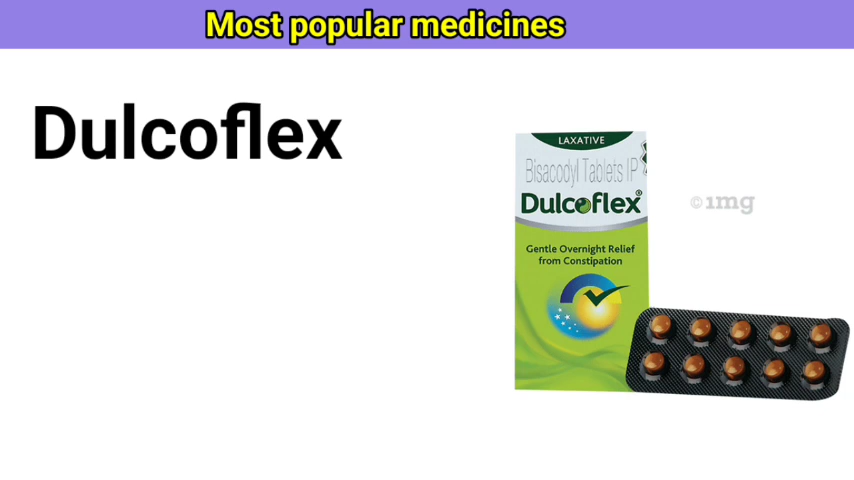 Most popular medicines
Dulcoflex
LAXATIVE
Bisacodyl Tablets IP
Dulcoflex®
Gentle Overnight Relief
from Constipation
© 1mg